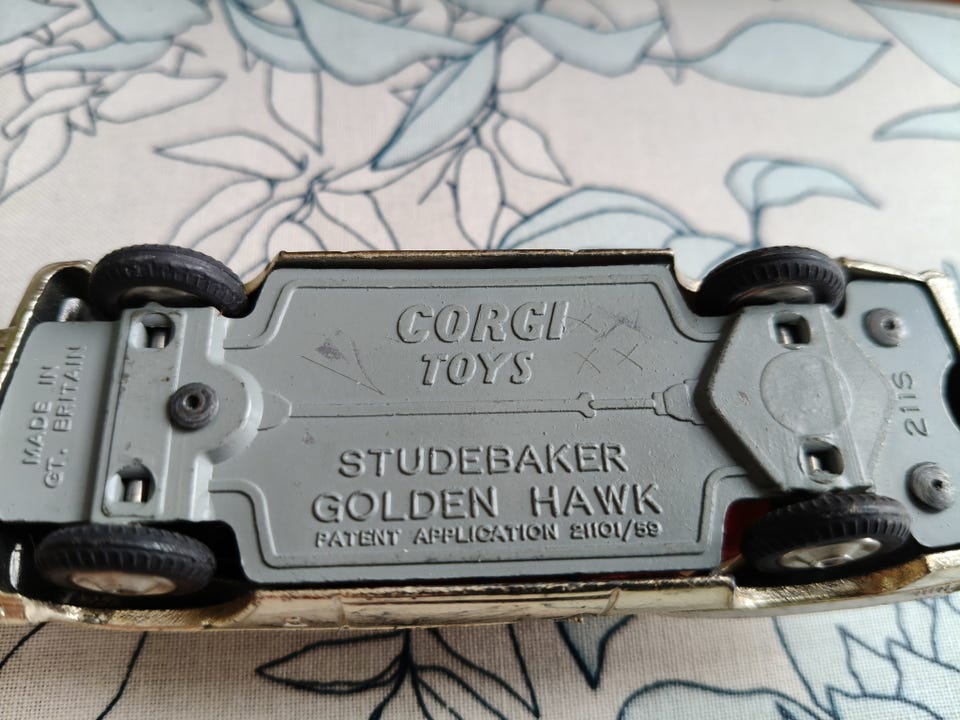 CORGI
TOYS
STUDEBAKER
GOLDEN HAWK
PATENT APPLICATION 21101/59
MADE IN
GT. BRITAIN
211S